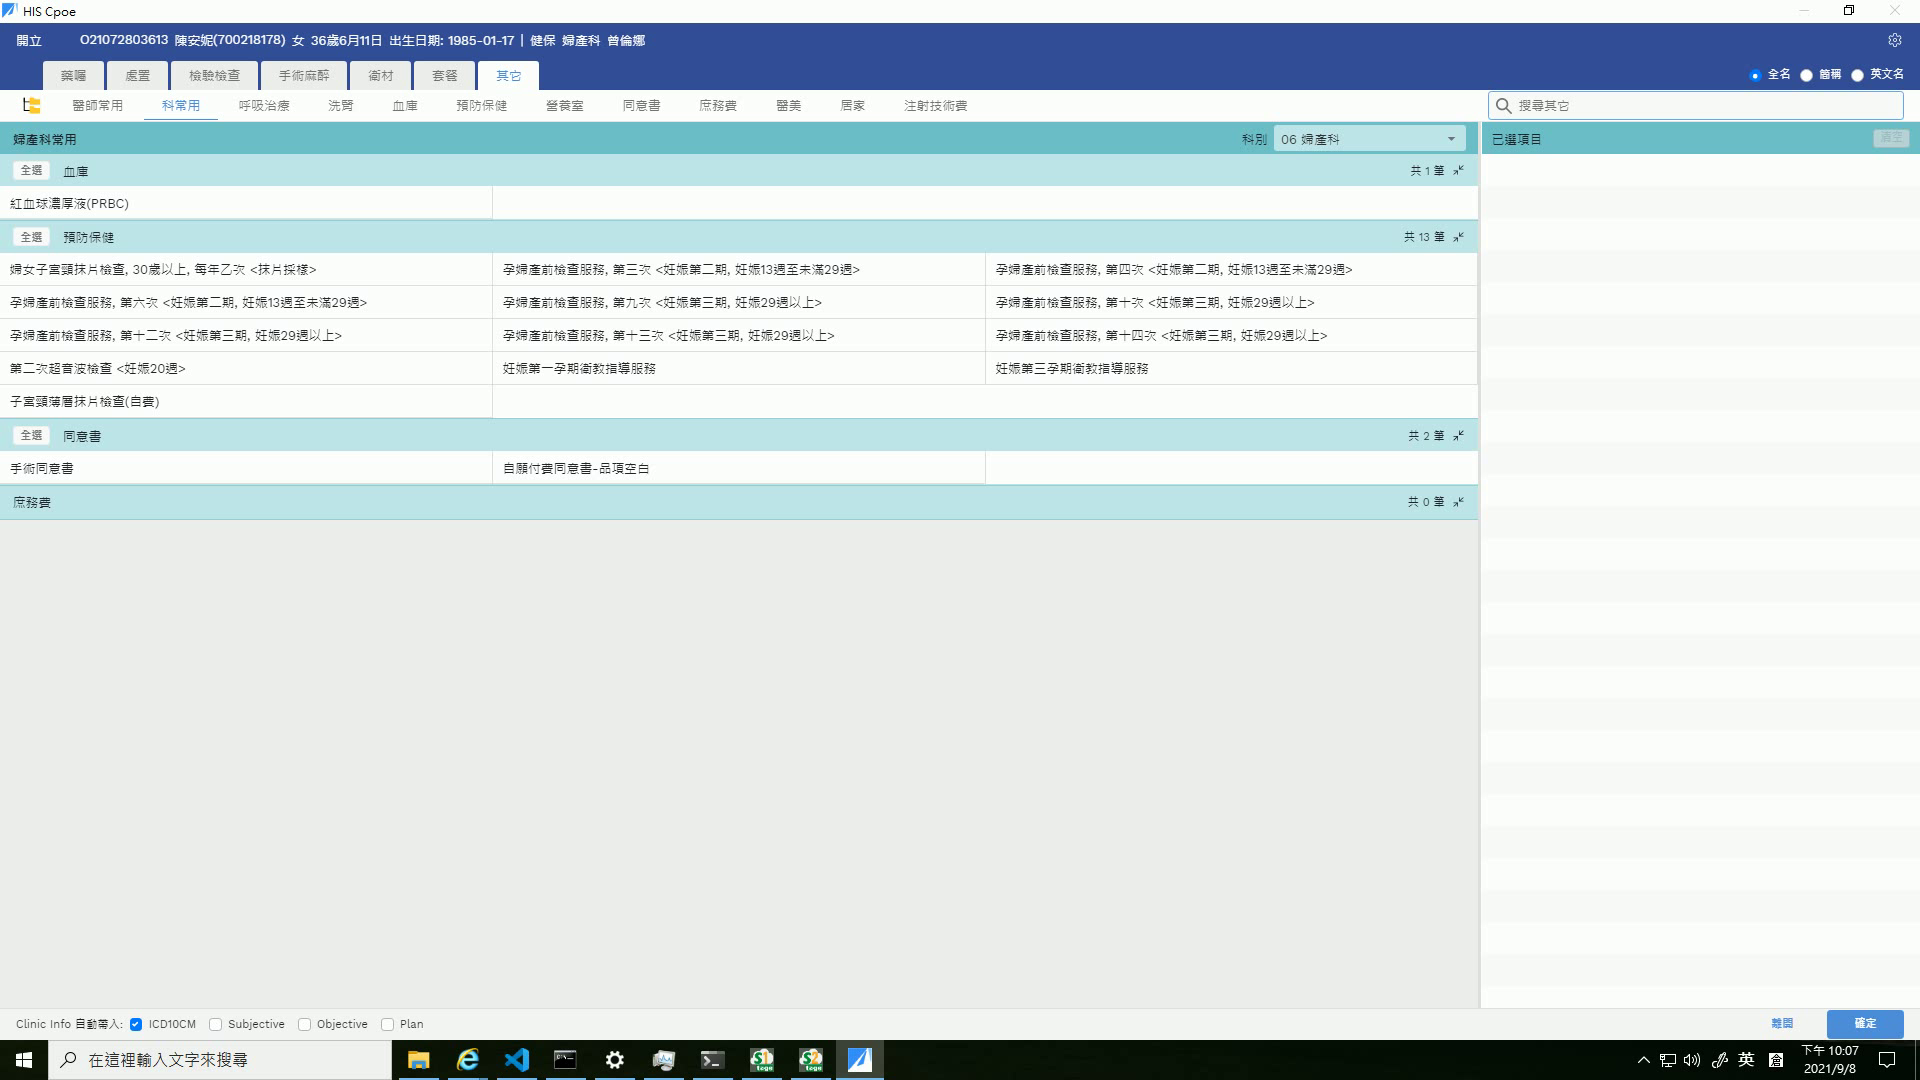 HIS Cpoe
開立 O21072803613 陳安妮(700218178) 女 36歲6月11日 出生日期: 1985-01-17 | 健保 婦產科 曾倫娜
藥囑 處置 檢驗檢查 手術麻醉 衛材 套餐 其它 全名 簡稱 英文名
醫師常用 科常用 呼吸治療 洗腎 血庫 預防保健 營養室 同意書 庶務費 醫美 居家 注射技術費 搜尋其它
婦產科常用 科別 06 婦產科 已選項目 清空
全選 血庫 共 1 筆
紅血球濃厚液(PRBC)
全選 預防保健 共 13 筆
婦女子宮頸抹片檢查, 30歲以上, 每年乙次 <抹片採樣> 孕婦產前檢查服務, 第三次 <妊娠第二期, 妊娠13週至未滿29週> 孕婦產前檢查服務, 第四次 <妊娠第二期, 妊娠13週至未滿29週>
孕婦產前檢查服務, 第六次 <妊娠第二期, 妊娠13週至未滿29週> 孕婦產前檢查服務, 第九次 <妊娠第三期, 妊娠29週以上> 孕婦產前檢查服務, 第十次 <妊娠第三期, 妊娠29週以上>
孕婦產前檢查服務, 第十二次 <妊娠第三期, 妊娠29週以上> 孕婦產前檢查服務, 第十三次 <妊娠第三期, 妊娠29週以上> 孕婦產前檢查服務, 第十四次 <妊娠第三期, 妊娠29週以上>
第二次超音波檢查 <妊娠20週> 妊娠第一孕期衛教指導服務 妊娠第三孕期衛教指導服務
子宮頸薄層抹片檢查(自費)
全選 同意書 共 2 筆
手術同意書 自願付費同意書-品項空白
庶務費 共 0 筆
Clinic Info 自動帶入: ICD10CM Subjective Objective Plan 離開 確定
在這裡輸入文字來搜尋 英 下午 10:07
2021/9/8